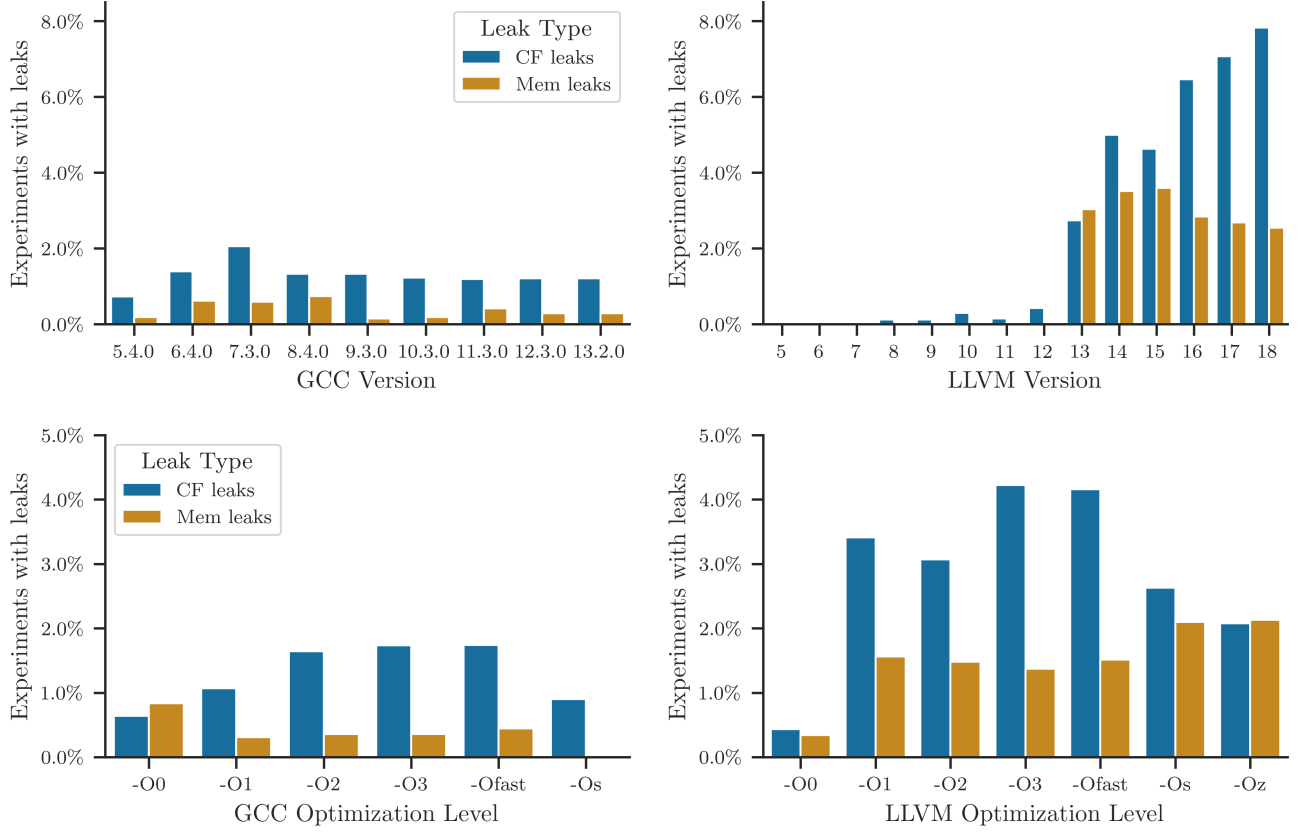 8.0%
6.0%
4.0%
2.0%
0.0%
Experiments with leaks
Leak Type
CF leaks
Mem leaks
5.4.0 6.4.0 7.3.0 8.4.0 9.3.0 10.3.0 11.3.0 12.3.0 13.2.0
GCC Version
8.0%
6.0%
4.0%
2.0%
0.0%
Experiments with leaks
5 6 7 8 9 10 11 12 13 14 15 16 17 18
LLVM Version
5.0%
4.0%
3.0%
2.0%
1.0%
0.0%
Experiments with leaks
Leak Type
CF leaks
Mem leaks
-O0 -O1 -O2 -O3 -Ofast -Os
GCC Optimization Level
5.0%
4.0%
3.0%
2.0%
1.0%
0.0%
Experiments with leaks
-O0 -O1 -O2 -O3 -Ofast -Os -Oz
LLVM Optimization Level